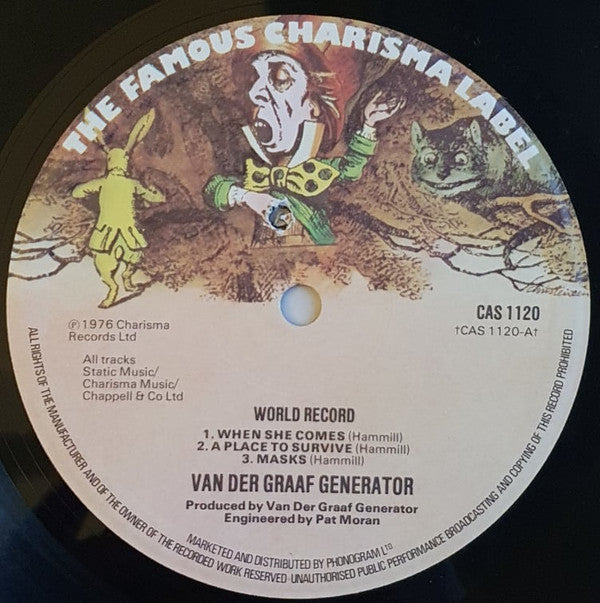 THE FAMOUS CHARISMA LABEL
℗ 1976 Charisma
Records Ltd
CAS 1120
†CAS 1120-A†
All tracks
Static Music/
Charisma Music/
Chappell & Co Ltd
WORLD RECORD
1. WHEN SHE COMES (Hammill)
2. A PLACE TO SURVIVE (Hammill)
3. MASKS (Hammill)
VAN DER GRAAF GENERATOR
Produced by Van Der Graaf Generator
Engineered by Pat Moran
MARKETED AND DISTRIBUTED BY PHONOGRAM LTD
ALL RIGHTS OF THE MANUFACTURER AND OF THE OWNER OF THE RECORDED WORK RESERVED·UNAUTHORISED PUBLIC PERFORMANCE BROADCASTING AND COPYING OF THIS RECORD PROHIBITED